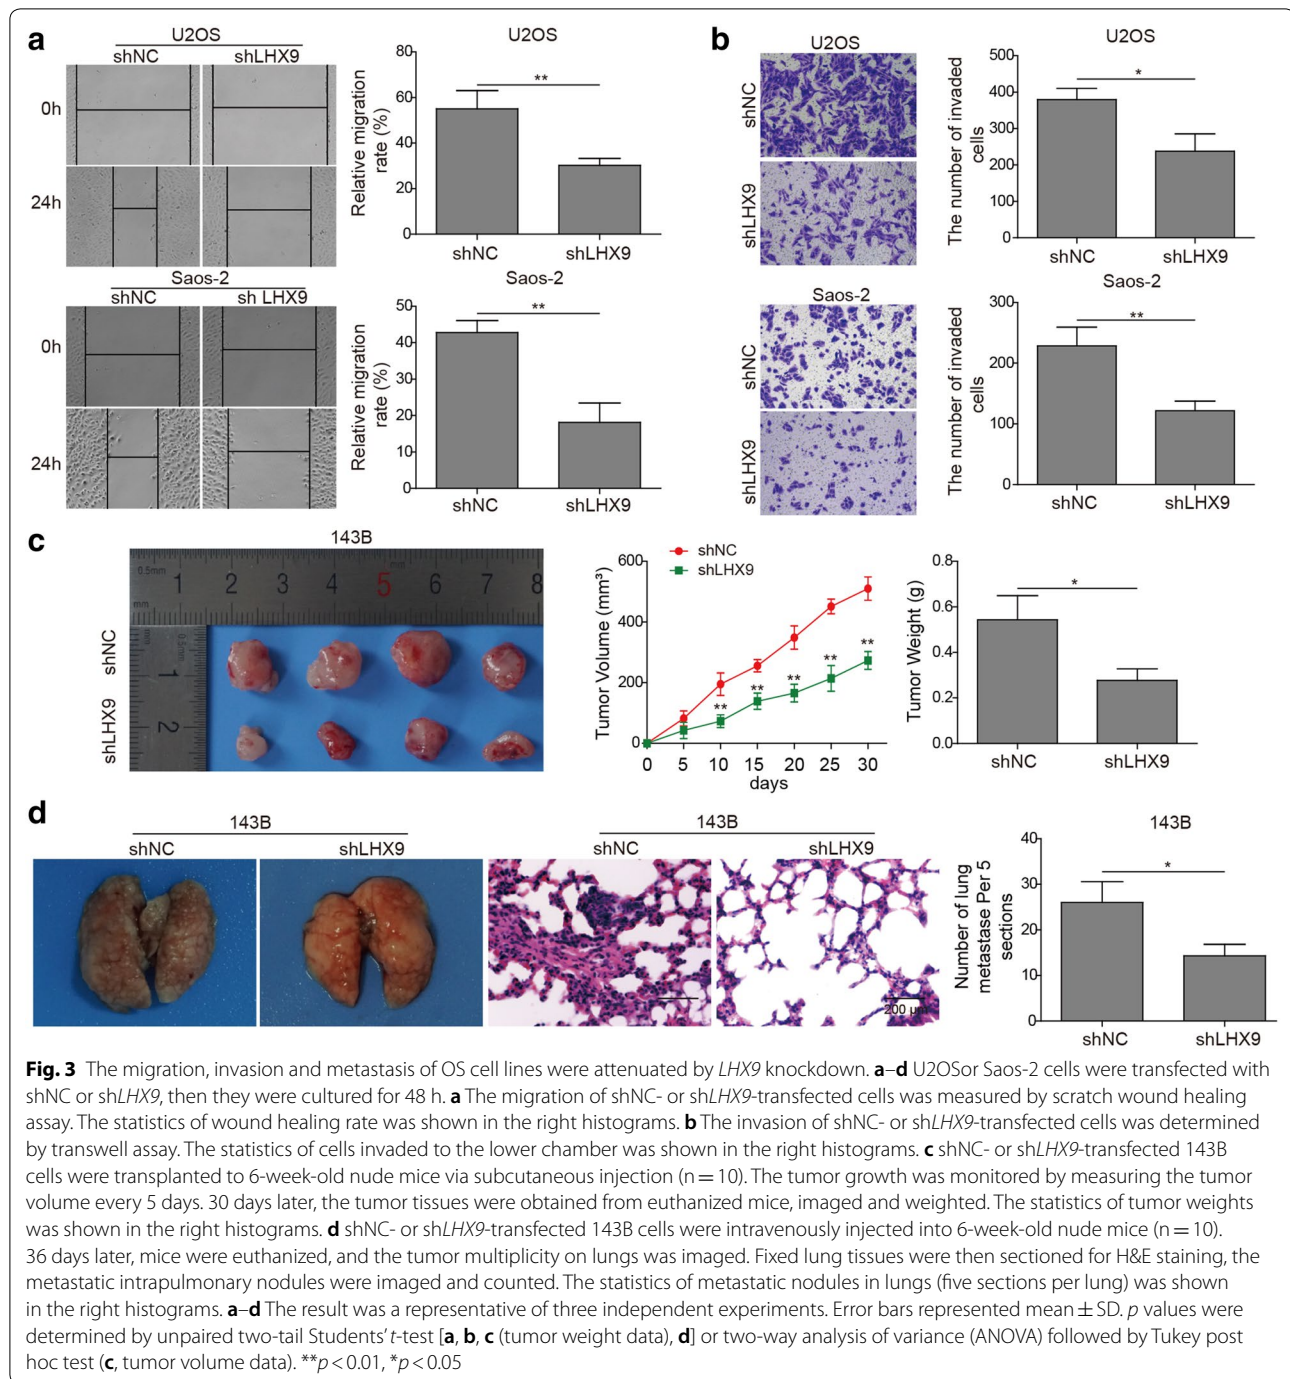 a
U2OS
shNC shLHX9
0h
24h
U2OS
Relative migration
rate (%)
80
60
40
20
0
**
shNC shLHX9
Saos-2
shNC sh LHX9
0h
24h
Saos-2
Relative migration
rate (%)
50
40
30
20
10
0
**
shNC shLHX9
b
U2OS
shNC
shLHX9
U2OS
The number of invaded
cells
500
400
300
200
100
0
*
shNC shLHX9
Saos-2
shNC
shLHX9
Saos-2
The number of invaded
cells
300
200
100
0
**
shNC shLHX9
c
143B
0.5mm 1 2 3 4 5 mm 6 7 8
mm 0.5mm
1
2
shNC
shLHX9
shNC
shLHX9
Tumor Volume (mm³)
600
400
200
0
** ** ** ** **
0 5 10 15 20 25 30
days
Tumor Weight (g)
0.8
0.6
0.4
0.2
0.0
*
shNC shLHX9
d
143B
shNC shLHX9
143B
shNC shLHX9
200 μm
143B
Number of lung
metastase Per 5
sections
40
30
20
10
0
*
shNC shLHX9
Fig. 3 The migration, invasion and metastasis of OS cell lines were attenuated by LHX9 knockdown. a–d U2OSor Saos-2 cells were transfected with
shNC or shLHX9, then they were cultured for 48 h. a The migration of shNC- or shLHX9-transfected cells was measured by scratch wound healing
assay. The statistics of wound healing rate was shown in the right histograms. b The invasion of shNC- or shLHX9-transfected cells was determined
by transwell assay. The statistics of cells invaded to the lower chamber was shown in the right histograms. c shNC- or shLHX9-transfected 143B
cells were transplanted to 6-week-old nude mice via subcutaneous injection (n = 10). The tumor growth was monitored by measuring the tumor
volume every 5 days. 30 days later, the tumor tissues were obtained from euthanized mice, imaged and weighted. The statistics of tumor weights
was shown in the right histograms. d shNC- or shLHX9-transfected 143B cells were intravenously injected into 6-week-old nude mice (n = 10).
36 days later, mice were euthanized, and the tumor multiplicity on lungs was imaged. Fixed lung tissues were then sectioned for H&E staining, the
metastatic intrapulmonary nodules were imaged and counted. The statistics of metastatic nodules in lungs (five sections per lung) was shown
in the right histograms. a–d The result was a representative of three independent experiments. Error bars represented mean ± SD. p values were
determined by unpaired two-tail Students' t-test [a, b, c (tumor weight data), d] or two-way analysis of variance (ANOVA) followed by Tukey post
hoc test (c, tumor volume data). **p < 0.01, *p < 0.05